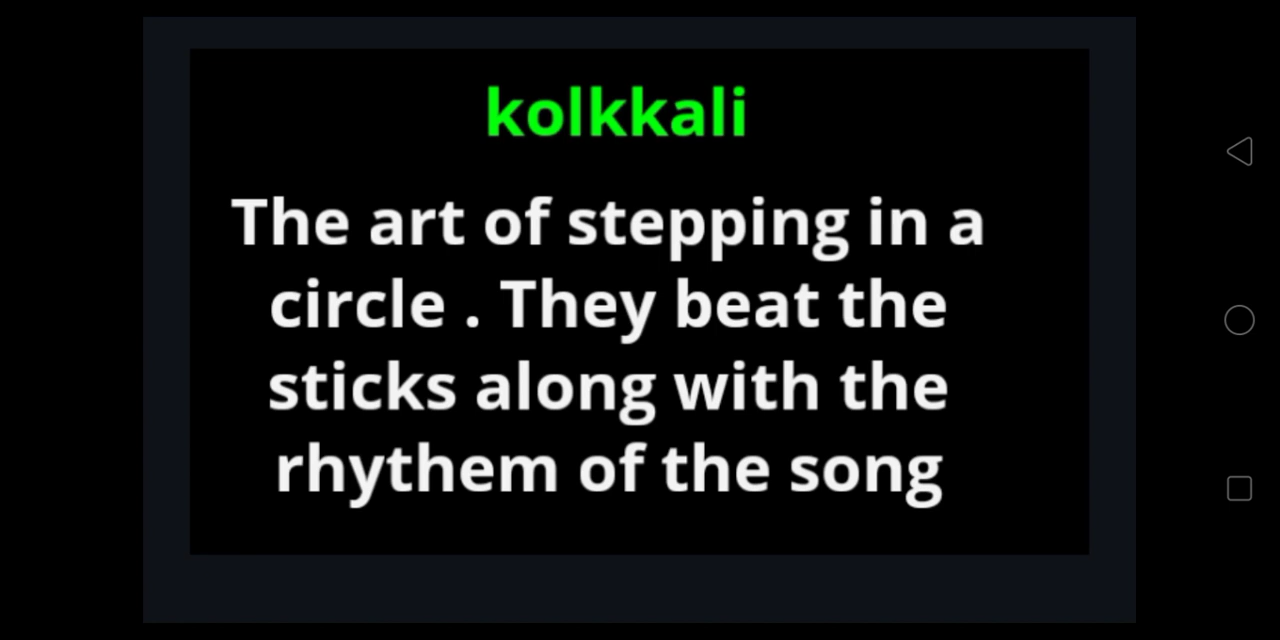 kolkkali
The art of stepping in a
circle . They beat the
sticks along with the
rhythem of the song